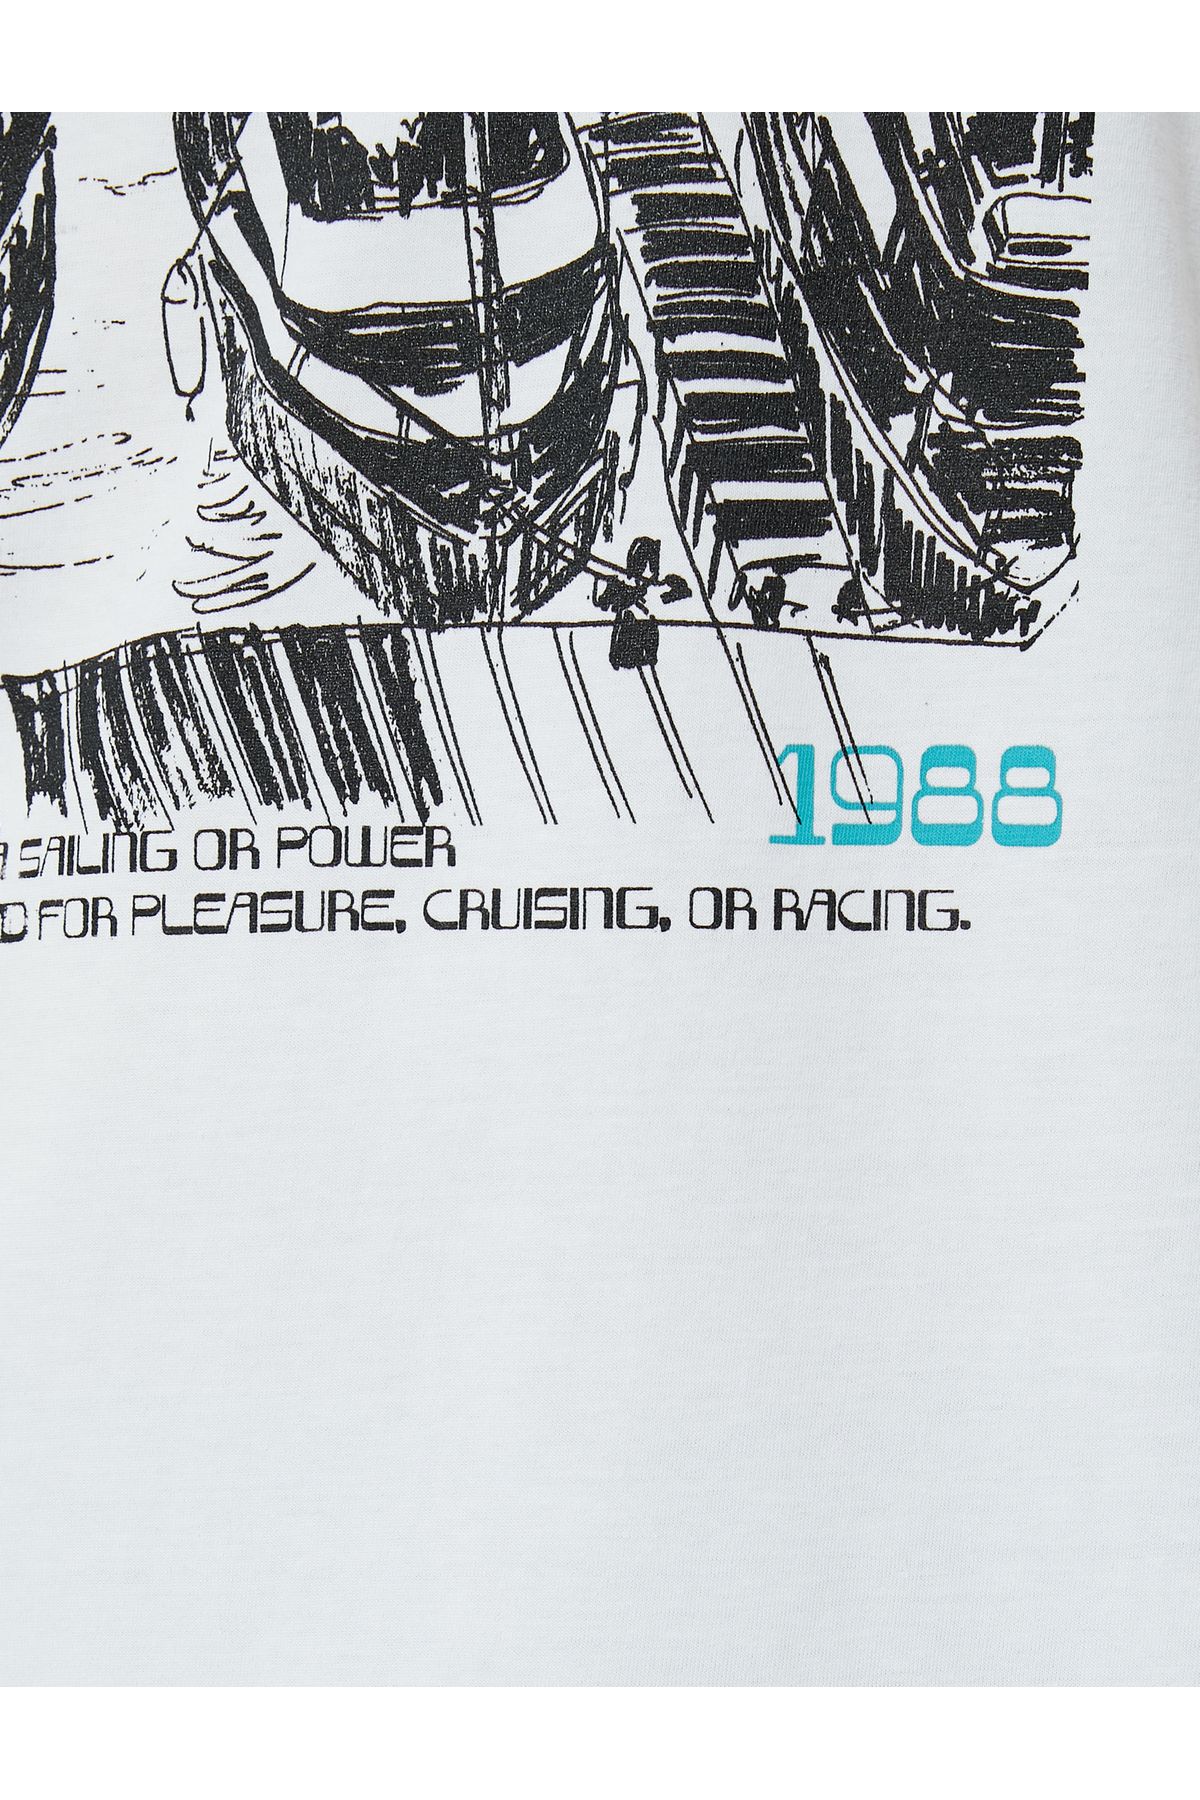 1988
SAILING OR POWER
FOR PLEASURE, CRUISING, OR RACING.